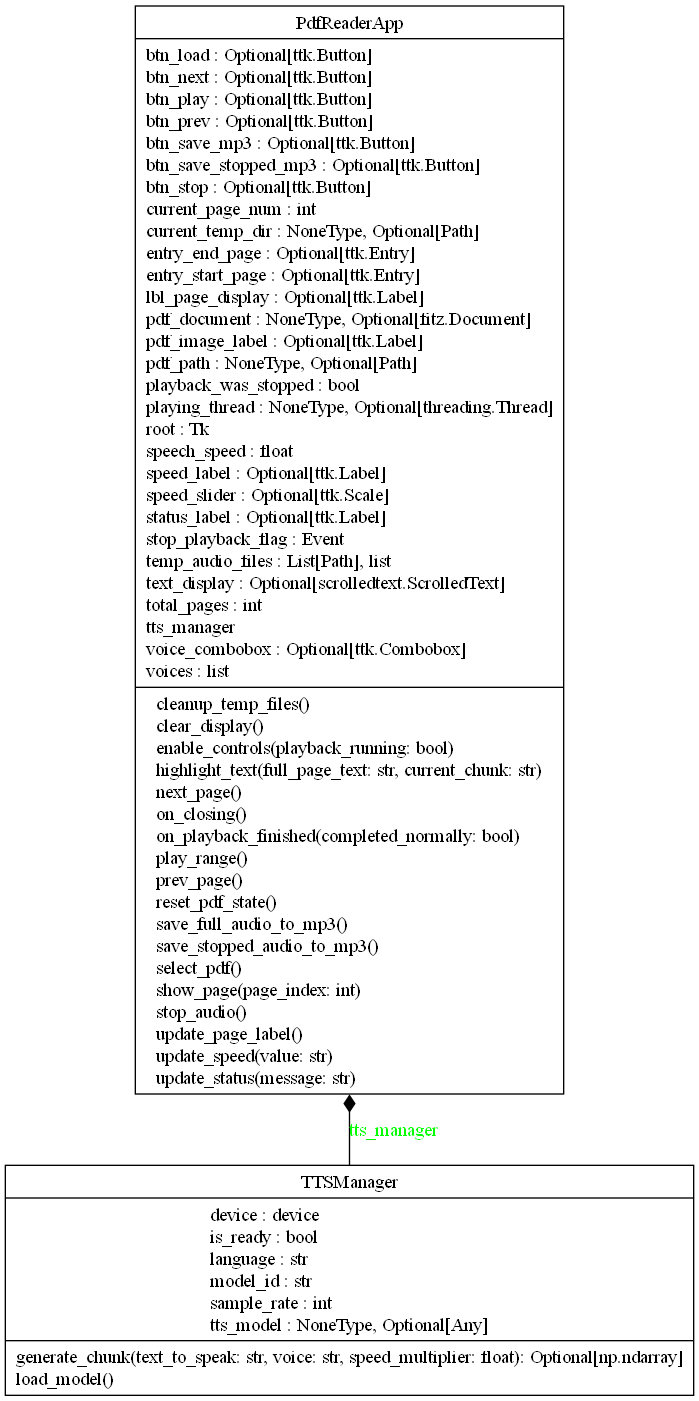 PdfReaderApp
btn_load : Optional[ttk.Button]
btn_next : Optional[ttk.Button]
btn_play : Optional[ttk.Button]
btn_prev : Optional[ttk.Button]
btn_save_mp3 : Optional[ttk.Button]
btn_save_stopped_mp3 : Optional[ttk.Button]
btn_stop : Optional[ttk.Button]
current_page_num : int
current_temp_dir : NoneType, Optional[Path]
entry_end_page : Optional[ttk.Entry]
entry_start_page : Optional[ttk.Entry]
lbl_page_display : Optional[ttk.Label]
pdf_document : NoneType, Optional[fitz.Document]
pdf_image_label : Optional[ttk.Label]
pdf_path : NoneType, Optional[Path]
playback_was_stopped : bool
playing_thread : NoneType, Optional[threading.Thread]
root : Tk
speech_speed : float
speed_label : Optional[ttk.Label]
speed_slider : Optional[ttk.Scale]
status_label : Optional[ttk.Label]
stop_playback_flag : Event
temp_audio_files : List[Path], list
text_display : Optional[scrolledtext.ScrolledText]
total_pages : int
tts_manager
voice_combobox : Optional[ttk.Combobox]
voices : list
cleanup_temp_files()
clear_display()
enable_controls(playback_running: bool)
highlight_text(full_page_text: str, current_chunk: str)
next_page()
on_closing()
on_playback_finished(completed_normally: bool)
play_range()
prev_page()
reset_pdf_state()
save_full_audio_to_mp3()
save_stopped_audio_to_mp3()
select_pdf()
show_page(page_index: int)
stop_audio()
update_page_label()
update_speed(value: str)
update_status(message: str)
tts_manager
TTSManager
device : device
is_ready : bool
language : str
model_id : str
sample_rate : int
tts_model : NoneType, Optional[Any]
generate_chunk(text_to_speak: str, voice: str, speed_multiplier: float): Optional[np.ndarray]
load_model()